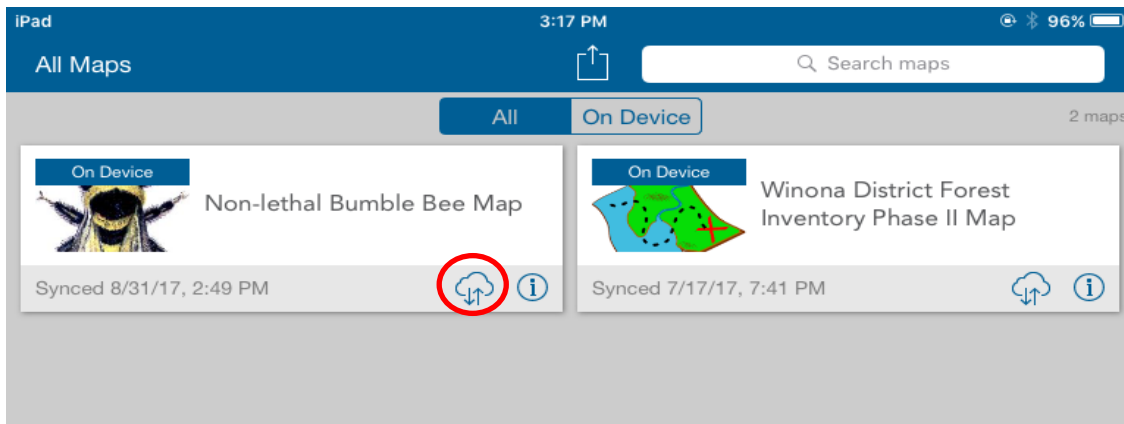 iPad 3:17 PM 96%
All Maps Search maps
All On Device 2 maps
On Device
Non-lethal Bumble Bee Map
Synced 8/31/17, 2:49 PM
On Device
Winona District Forest
Inventory Phase II Map
Synced 7/17/17, 7:41 PM